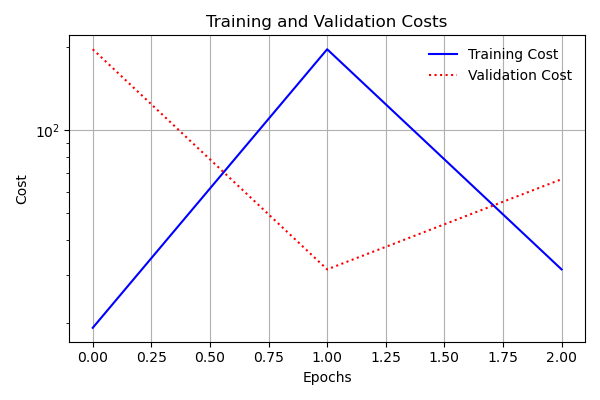 Training and Validation Costs
Training Cost
Validation Cost
10²
Cost
0.00 0.25 0.50 0.75 1.00 1.25 1.50 1.75 2.00
Epochs